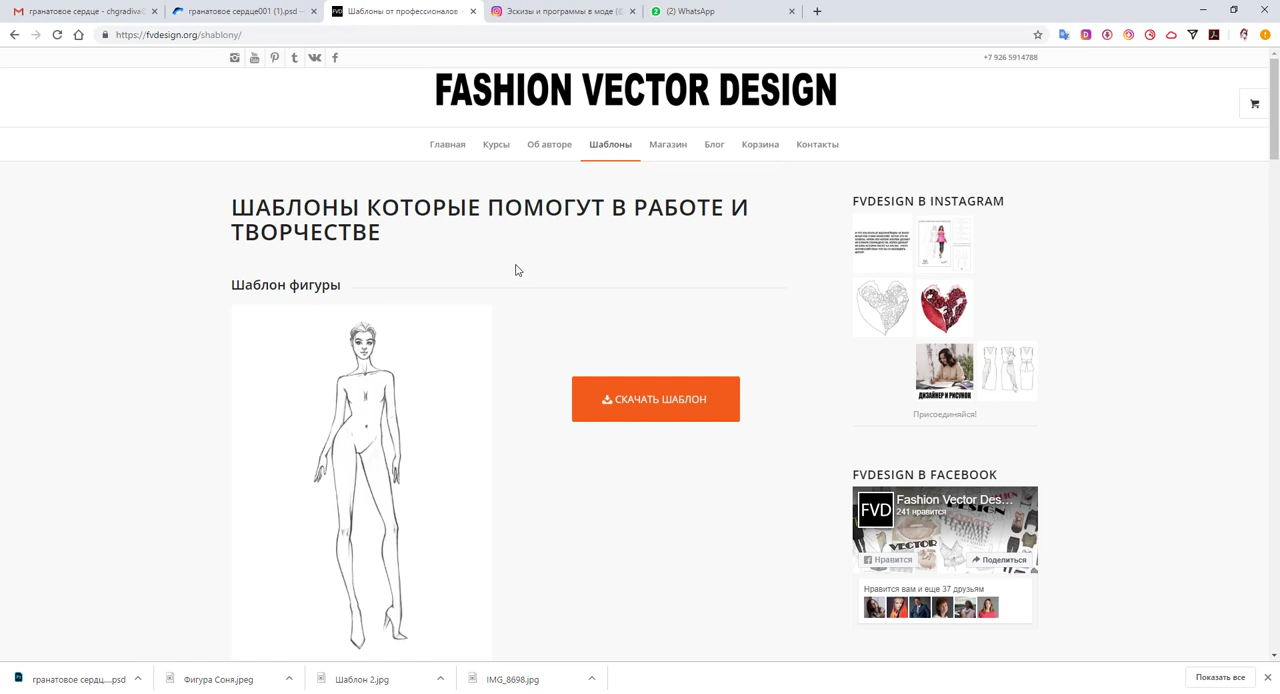 гранатовое сердце - chgradiva@
гранатовое сердце001 (1).psd –
Шаблоны от профессионалов
Эскизы и программы в моде (@
(2) WhatsApp
https://fvdesign.org/shablony/
+7 926 5914788
FASHION VECTOR DESIGN
Главная Курсы Об авторе Шаблоны Магазин Блог Корзина Контакты
ШАБЛОНЫ КОТОРЫЕ ПОМОГУТ В РАБОТЕ И
ТВОРЧЕСТВЕ
Шаблон фигуры
СКАЧАТЬ ШАБЛОН
FVDESIGN В INSTAGRAM
ДИЗАЙНЕР И РИСУНОК
Присоединяйся!
FVDESIGN В FACEBOOK
FVD
Fashion Vector Des...
241 нравится
VECTOR
Нравится
Поделиться
Нравится вам и еще 37 друзьям
гранатовое сердц....psd
Фигура Соня.jpeg
Шаблон 2.jpg
IMG_8698.jpg
Показать все